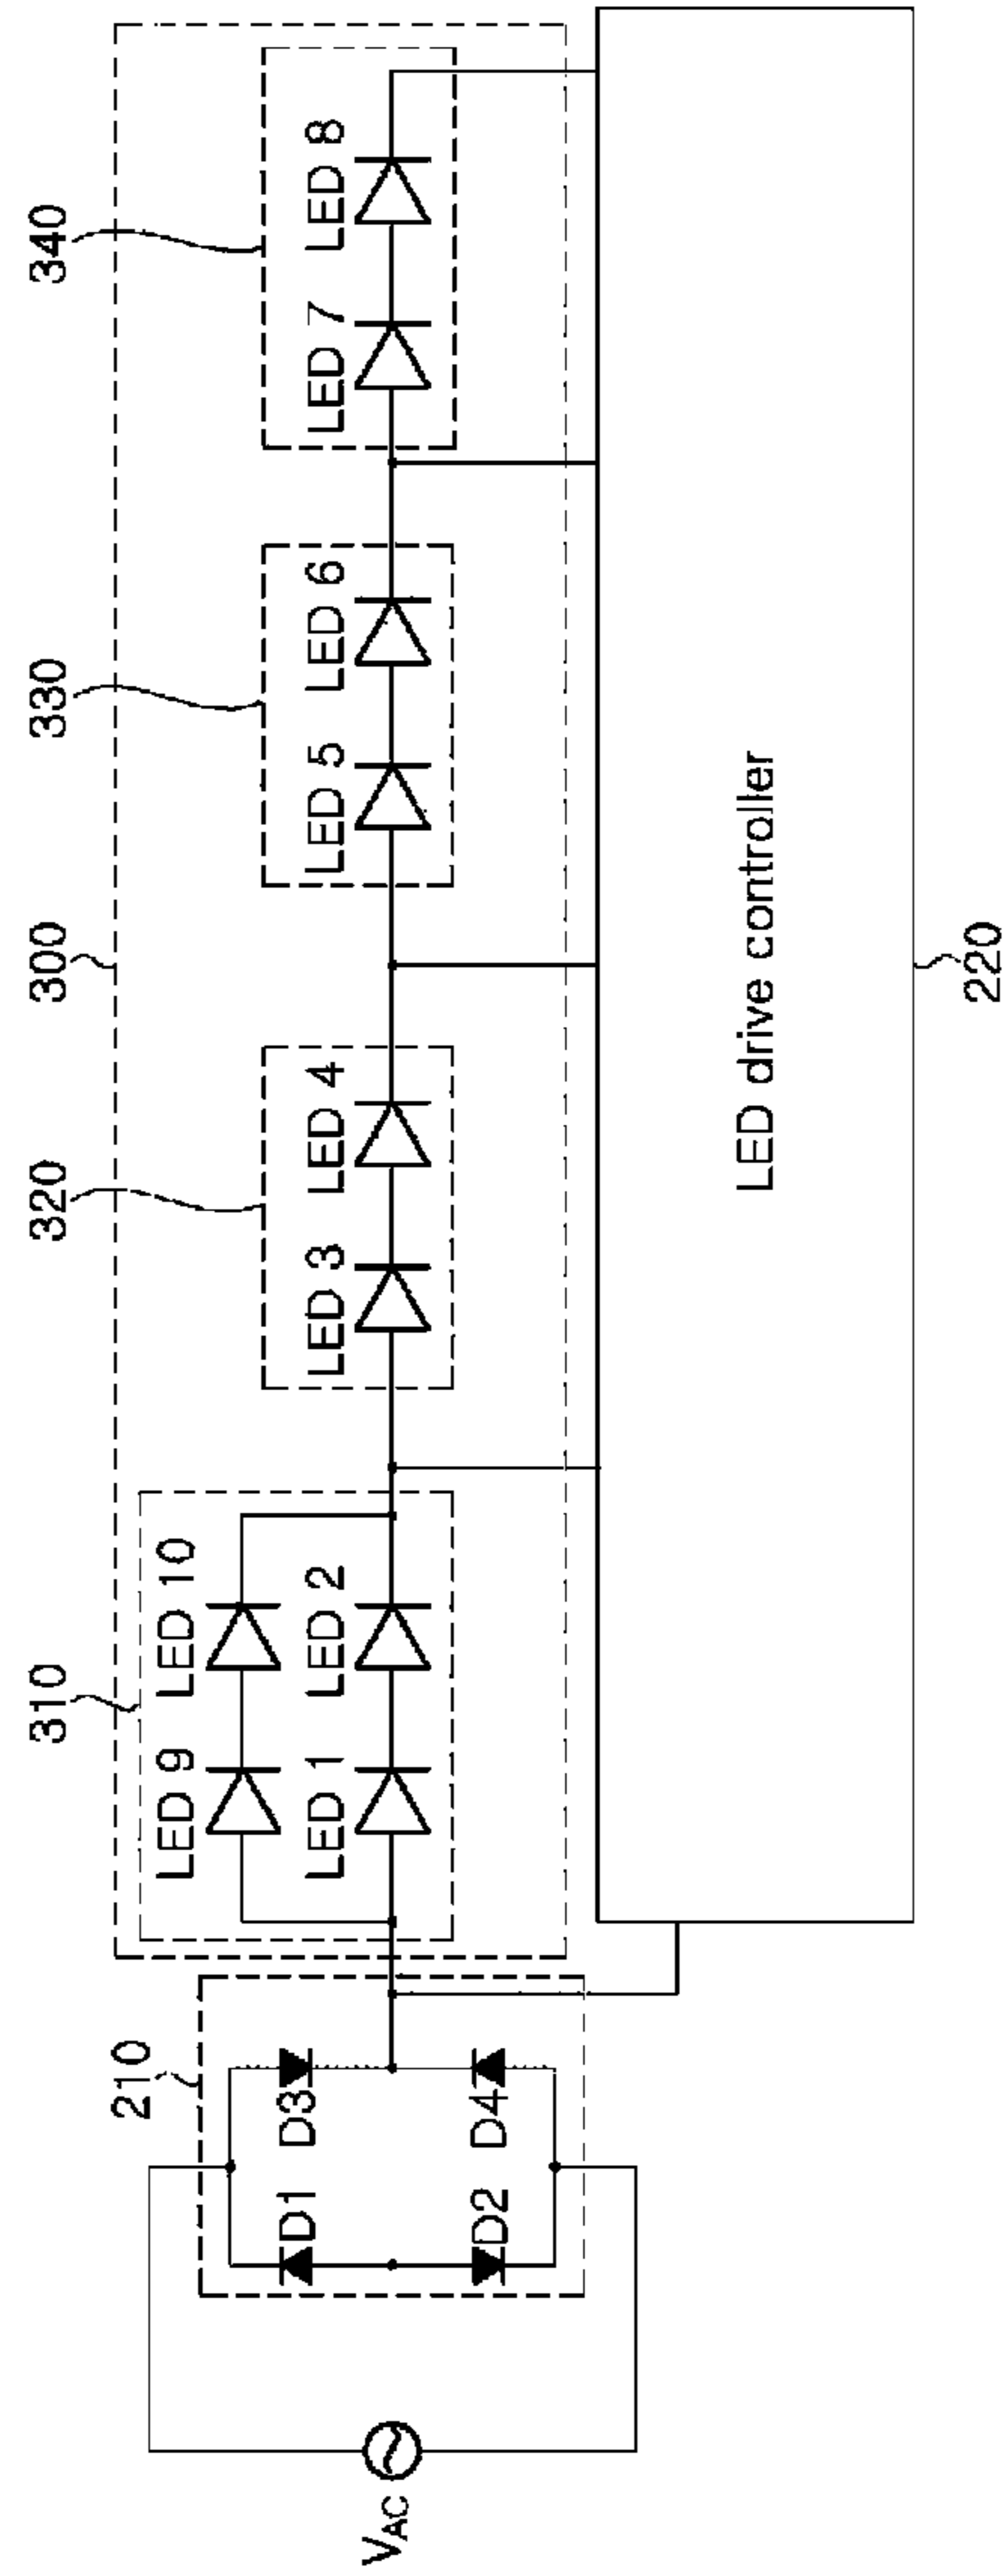 310
300
320
330
340
210
LED 9
LED 10
LED 1
LED 2
LED 3
LED 4
LED 5
LED 6
LED 7
LED 8
D1
D3
D2
D4
VAC
LED drive controller
220